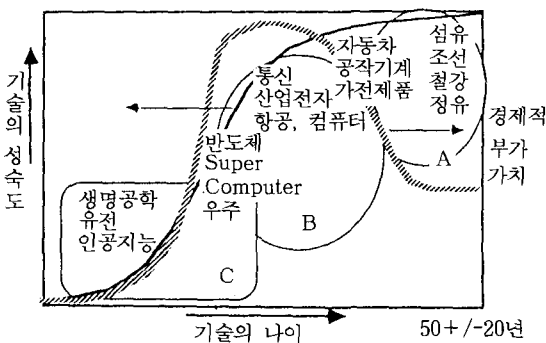 기술의 성숙도
생명공학
유전
인공지능
C
반도체
Super
Computer
우주
통신
산업전자
항공, 컴퓨터
B
자동차
공작기계
가전제품
섬유
조선
철강
정유
A
경제적
부가
가치
기술의 나이
50+/-20년